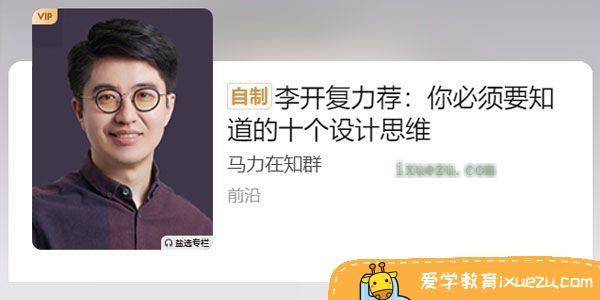 VIP
自制 李开复力荐：你必须要知
道的十个设计思维
马力在知群
ixuezu.com
前沿
盐选专栏
爱学教育ixuezu.com